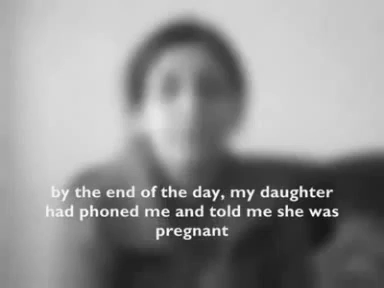 by the end of the day, my daughter
had phoned me and told me she was
pregnant